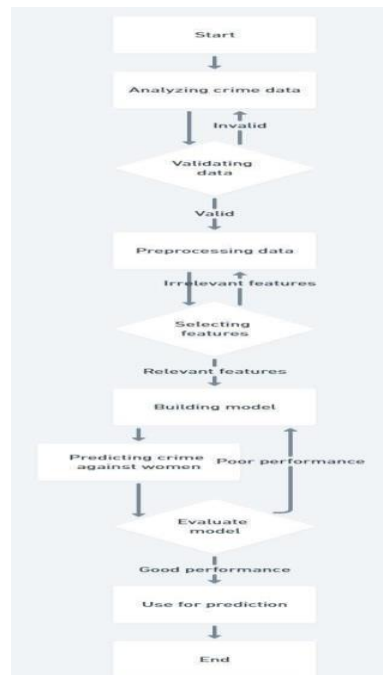 Start
Analyzing crime data
Invalid
Validating
data
Valid
Preprocessing data
Irrelevant features
Selecting
features
Relevant features
Building model
Predicting crime
against women
Poor performance
Evaluate
model
Good performance
Use for prediction
End